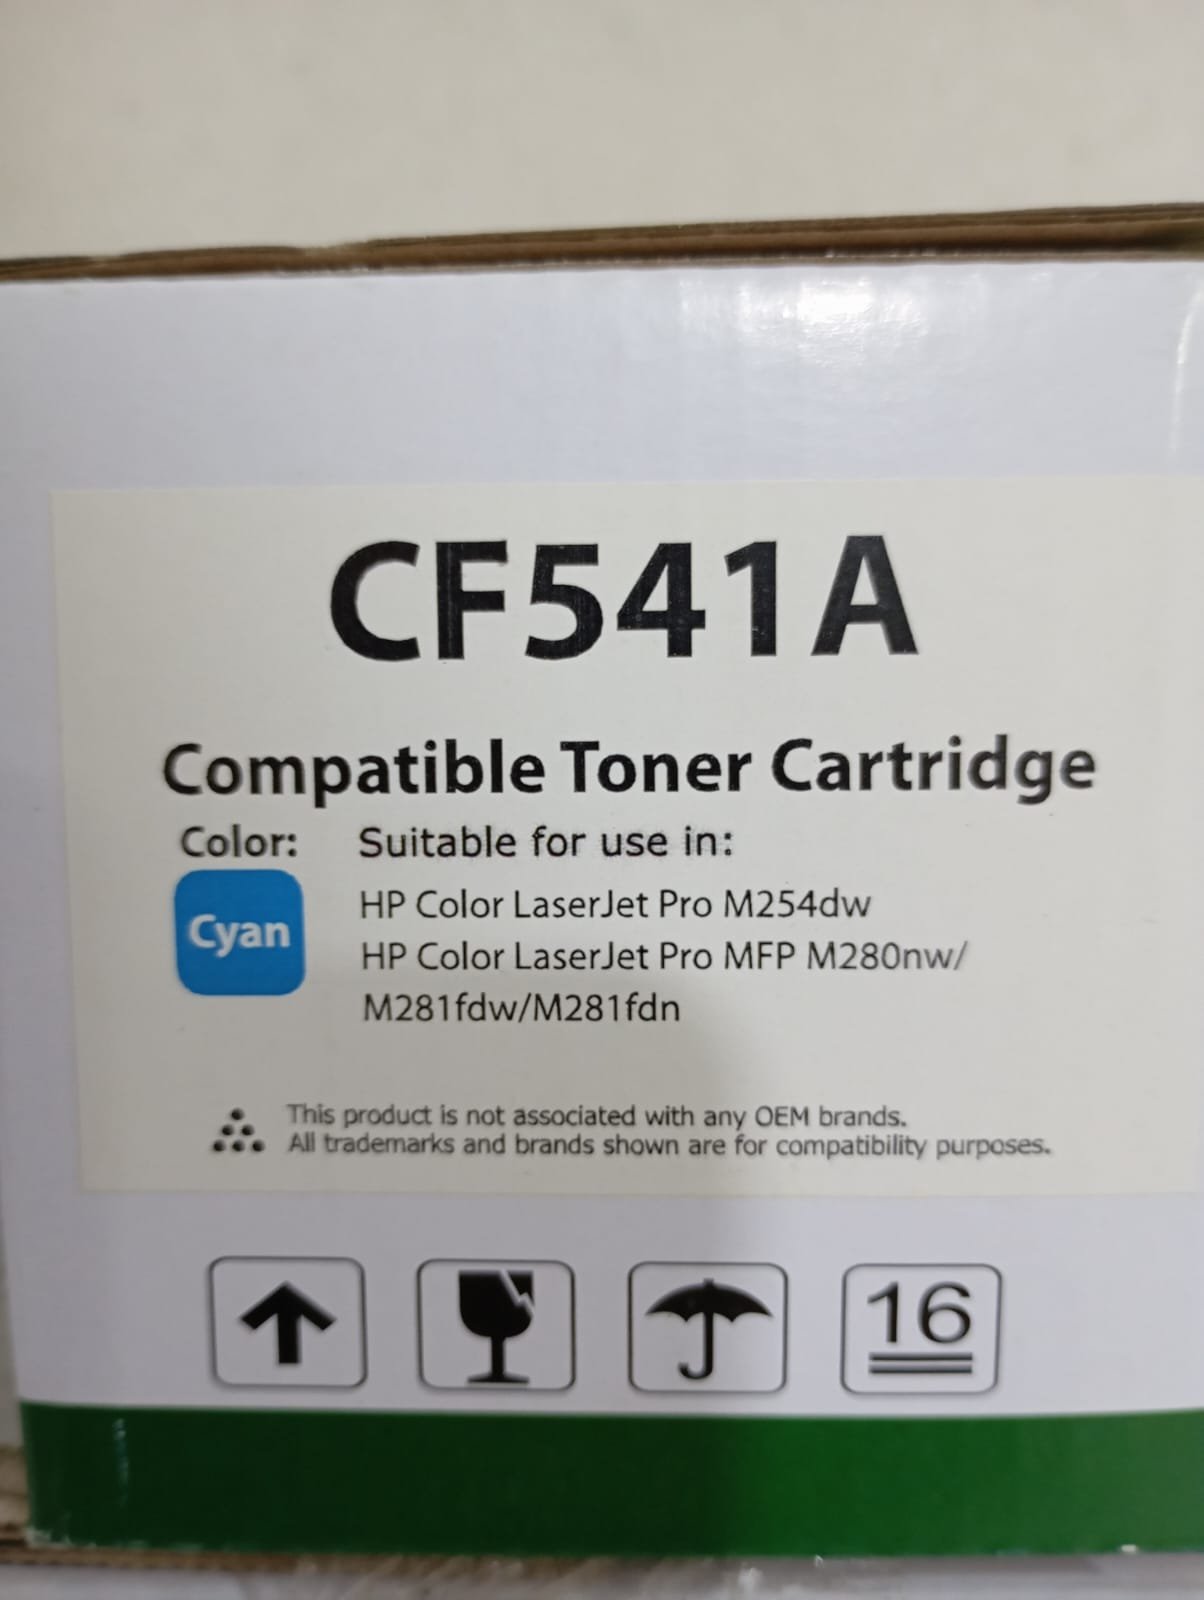 CF541A
Compatible Toner Cartridge
Color: Suitable for use in:
Cyan
HP Color LaserJet Pro M254dw
HP Color LaserJet Pro MFP M280nw/
M281fdw/M281fdn
This product is not associated with any OEM brands.
All trademarks and brands shown are for compatibility purposes.
16